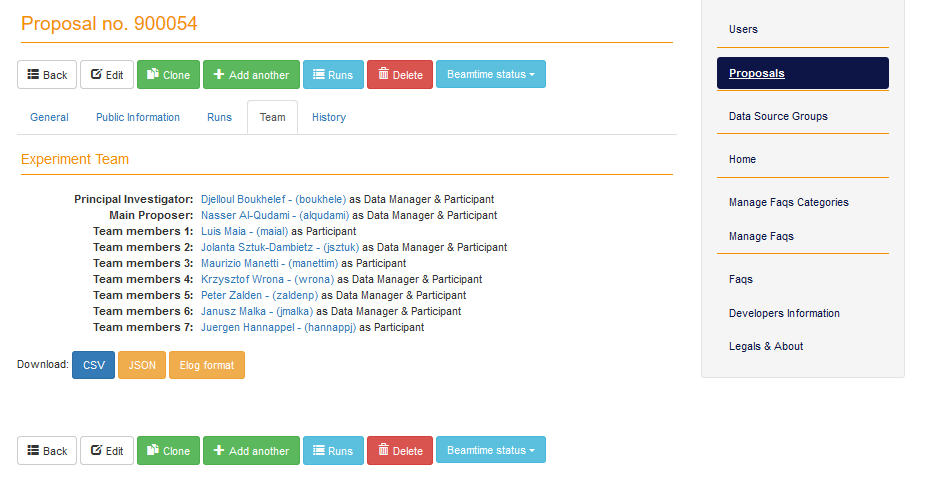 Proposal no. 900054
Back Edit Clone Add another Runs Delete Beamtime status
General Public Information Runs Team History
Experiment Team
Principal Investigator: Djelloul Boukhelef - (boukhele) as Data Manager & Participant
Main Proposer: Nasser Al-Qudami - (alqudami) as Data Manager & Participant
Team members 1: Luis Maia - (maial) as Participant
Team members 2: Jolanta Sztuk-Dambietz - (jsztuk) as Data Manager & Participant
Team members 3: Maurizio Manetti - (manettim) as Participant
Team members 4: Krzysztof Wrona - (wrona) as Data Manager & Participant
Team members 5: Peter Zalden - (zaldenp) as Data Manager & Participant
Team members 6: Janusz Malka - (jmalka) as Data Manager & Participant
Team members 7: Juergen Hannappel - (hannappj) as Participant
Download: CSV JSON Elog format
Back Edit Clone Add another Runs Delete Beamtime status
Users
Proposals
Data Source Groups
Home
Manage Faqs Categories
Manage Faqs
Faqs
Developers Information
Legals & About